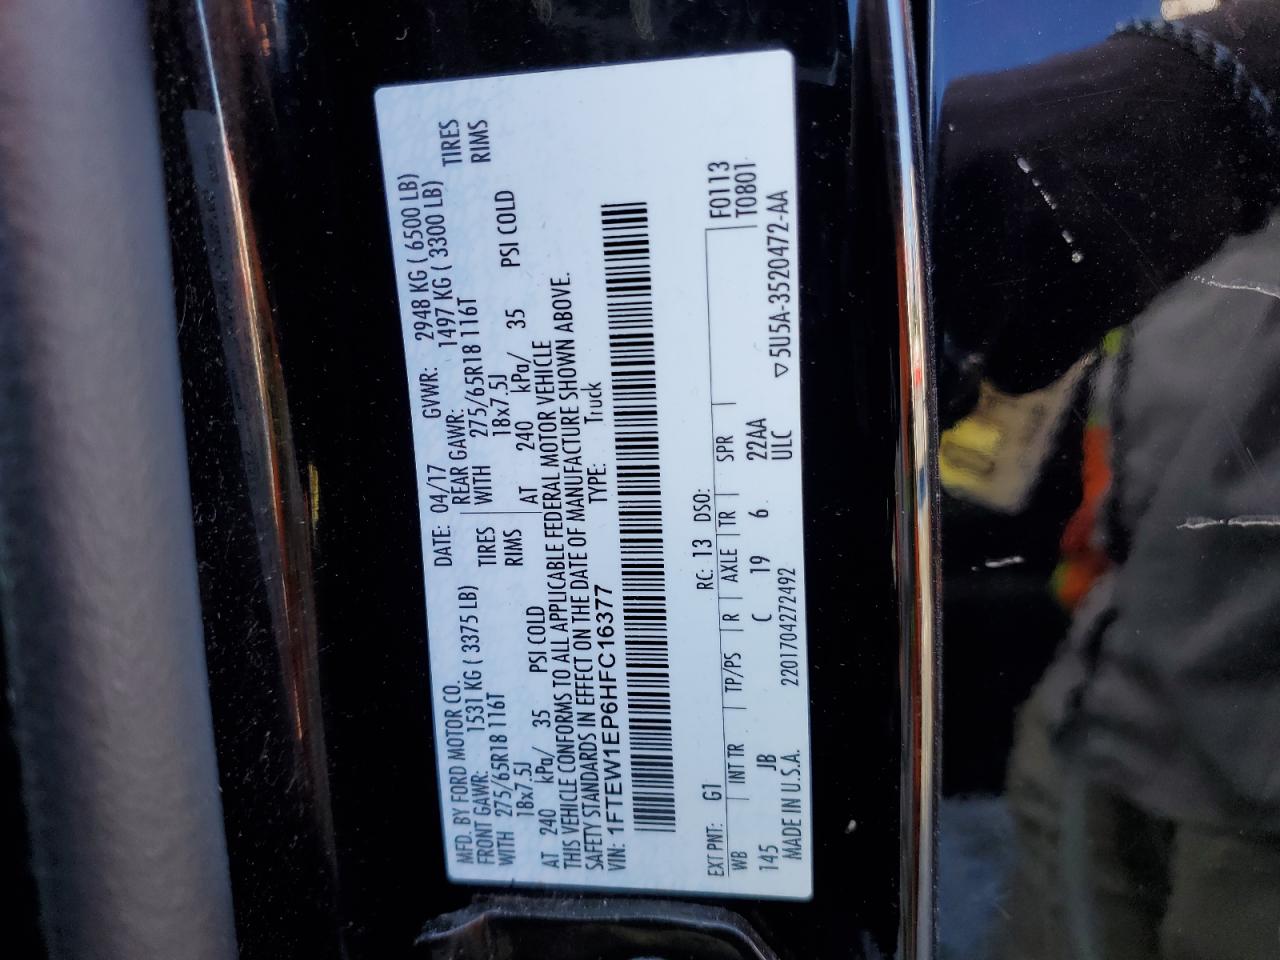 MFD. BY FORD MOTOR CO. DATE: 04/17 GVWR: 2948 KG ( 6500 LB)
FRONT GAWR: 1531 KG ( 3375 LB) REAR GAWR: 1497 KG ( 3300 LB)
WITH 275/65R18 116T TIRES WITH 275/65R18 116T TIRES
18x7.5J RIMS 18x7.5J RIMS
AT 240 kPa/ 35 PSI COLD AT 240 kPa/ 35 PSI COLD
THIS VEHICLE CONFORMS TO ALL APPLICABLE FEDERAL MOTOR VEHICLE
SAFETY STANDARDS IN EFFECT ON THE DATE OF MANUFACTURE SHOWN ABOVE.
VIN: 1FTEW1EP6HFC16377 TYPE: Truck
F0113
EXT PNT: G1 RC: 13 DSO: T0801
WB INT TR TP/PS R AXLE TR SPR
145 JB C 19 6 22AA
MADE IN U.S.A. 2201704272492 ULC ▽5U5A-3520472-AA